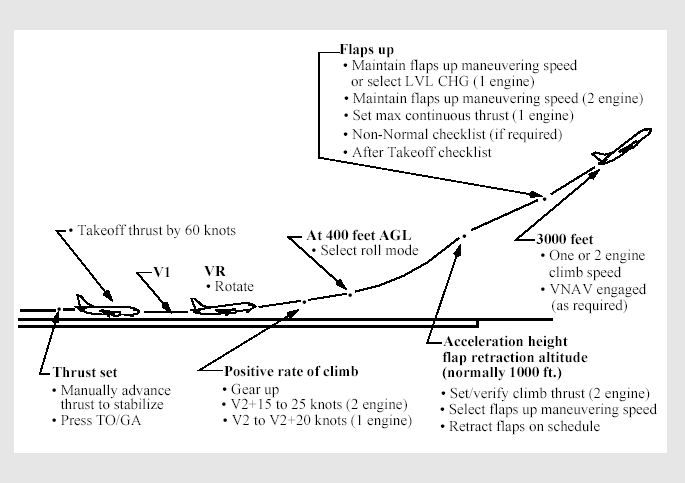 Flaps up
• Maintain flaps up maneuvering speed
or select LVL CHG (1 engine)
• Maintain flaps up maneuvering speed (2 engine)
• Set max continuous thrust (1 engine)
• Non-Normal checklist (if required)
• After Takeoff checklist
• Takeoff thrust by 60 knots
V1
VR
• Rotate
At 400 feet AGL
• Select roll mode
3000 feet
• One or 2 engine
climb speed
• VNAV engaged
(as required)
Thrust set
• Manually advance
thrust to stabilize
• Press TO/GA
Positive rate of climb
• Gear up
• V2+15 to 25 knots (2 engine)
• V2 to V2+20 knots (1 engine)
Acceleration height
flap retraction altitude
(normally 1000 ft.)
• Set/verify climb thrust (2 engine)
• Select flaps up maneuvering speed
• Retract flaps on schedule